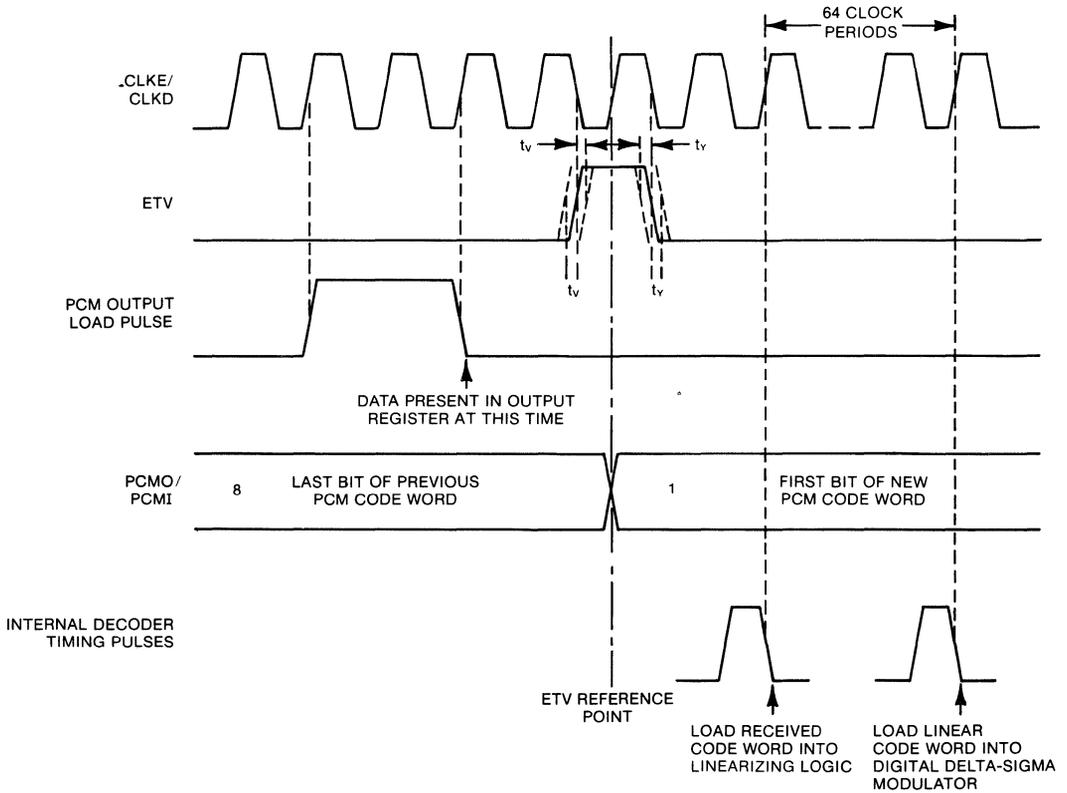 64 CLOCK
PERIODS
CLKE/
CLKD
tV
tY
ETV
tV
tY
PCM OUTPUT
LOAD PULSE
DATA PRESENT IN OUTPUT
REGISTER AT THIS TIME
PCMO/
PCMI
8
LAST BIT OF PREVIOUS
PCM CODE WORD
1
FIRST BIT OF NEW
PCM CODE WORD
INTERNAL DECODER
TIMING PULSES
ETV REFERENCE
POINT
LOAD RECEIVED
CODE WORD INTO
LINEARIZING LOGIC
LOAD LINEAR
CODE WORD INTO
DIGITAL DELTA-SIGMA
MODULATOR